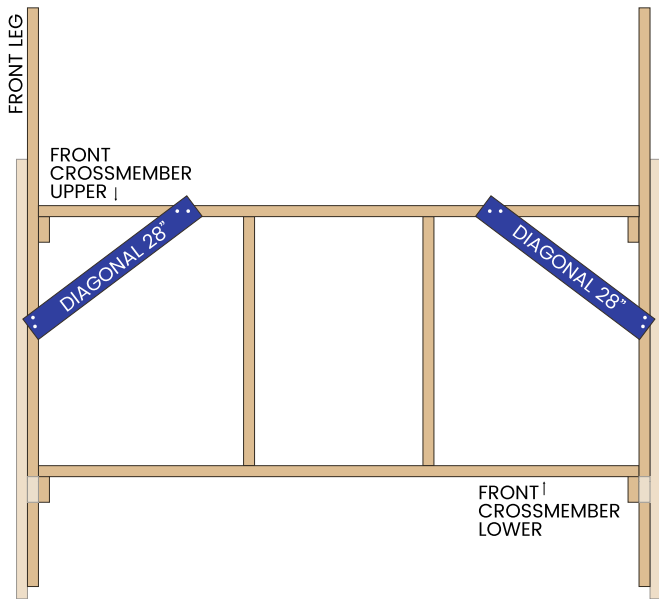 FRONT LEG
FRONT
CROSSMEMBER
UPPER
DIAGONAL 28”
DIAGONAL 28”
FRONT
CROSSMEMBER
LOWER